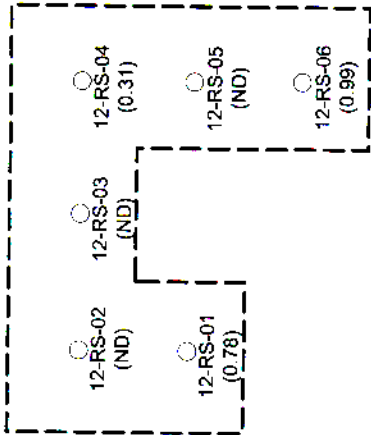 12-RS-04
(0.31)
12-RS-03
(ND)
12-RS-02
(ND)
12-RS-05
(ND)
12-RS-01
(0.78)
12-RS-06
(0.99)